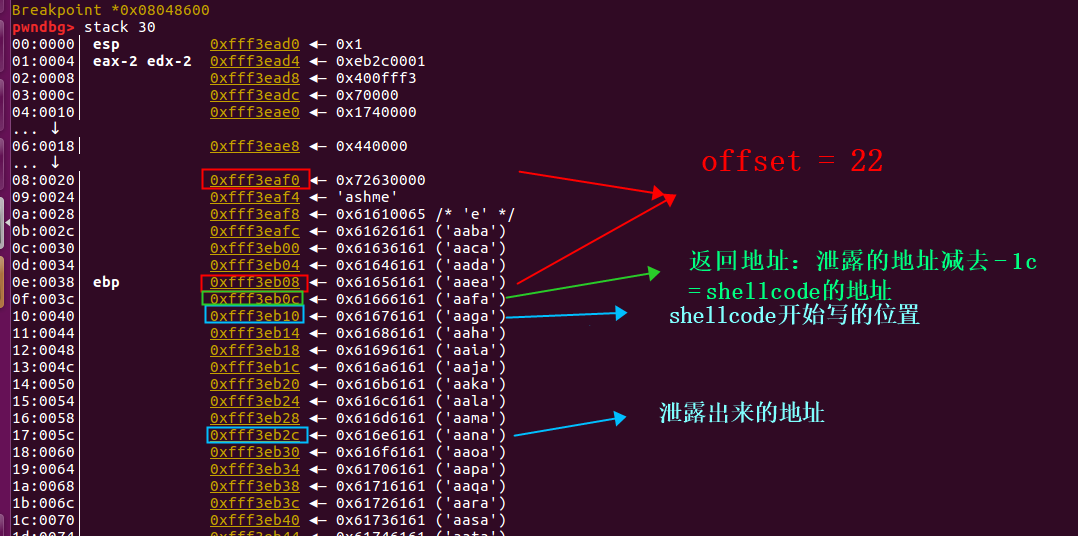 Breakpoint *0x08048600
pwndbg> stack 30
00:0000│ esp 0xfff3ead0 ◂— 0x1
01:0004│ eax-2 edx-2 0xfff3ead4 ◂— 0xeb2c0001
02:0008│ 0xfff3ead8 ◂— 0x400fff3
03:000c│ 0xfff3eadc ◂— 0x70000
04:0010│ 0xfff3eae0 ◂— 0x1740000
... ↓
06:0018│ 0xfff3eae8 ◂— 0x440000
... ↓
offset = 22
08:0020│ 0xfff3eaf0 ◂— 0x72630000
09:0024│ 0xfff3eaf4 ◂— 'ashme'
0a:0028│ 0xfff3eaf8 ◂— 0x61610065 /* 'e' */
0b:002c│ 0xfff3eafc ◂— 0x61626161 ('aaba')
0c:0030│ 0xfff3eb00 ◂— 0x61636161 ('aaca')
0d:0034│ 0xfff3eb04 ◂— 0x61646161 ('aada')
0e:0038│ ebp 0xfff3eb08 ◂— 0x61656161 ('aaea')
0f:003c│ 0xfff3eb0c ◂— 0x61666161 ('aafa')
返回地址：泄露的地址减去-1c
=shellcode的地址
10:0040│ 0xfff3eb10 ◂— 0x61676161 ('aaga')
shellcode开始写的位置
11:0044│ 0xfff3eb14 ◂— 0x61686161 ('aaha')
12:0048│ 0xfff3eb18 ◂— 0x61696161 ('aaia')
13:004c│ 0xfff3eb1c ◂— 0x616a6161 ('aaja')
14:0050│ 0xfff3eb20 ◂— 0x616b6161 ('aaka')
15:0054│ 0xfff3eb24 ◂— 0x616c6161 ('aala')
16:0058│ 0xfff3eb28 ◂— 0x616d6161 ('aama')
17:005c│ 0xfff3eb2c ◂— 0x616e6161 ('aana')
泄露出来的地址
18:0060│ 0xfff3eb30 ◂— 0x616f6161 ('aaoa')
19:0064│ 0xfff3eb34 ◂— 0x61706161 ('aapa')
1a:0068│ 0xfff3eb38 ◂— 0x61716161 ('aaqa')
1b:006c│ 0xfff3eb3c ◂— 0x61726161 ('aara')
1c:0070│ 0xfff3eb40 ◂— 0x61736161 ('aasa')